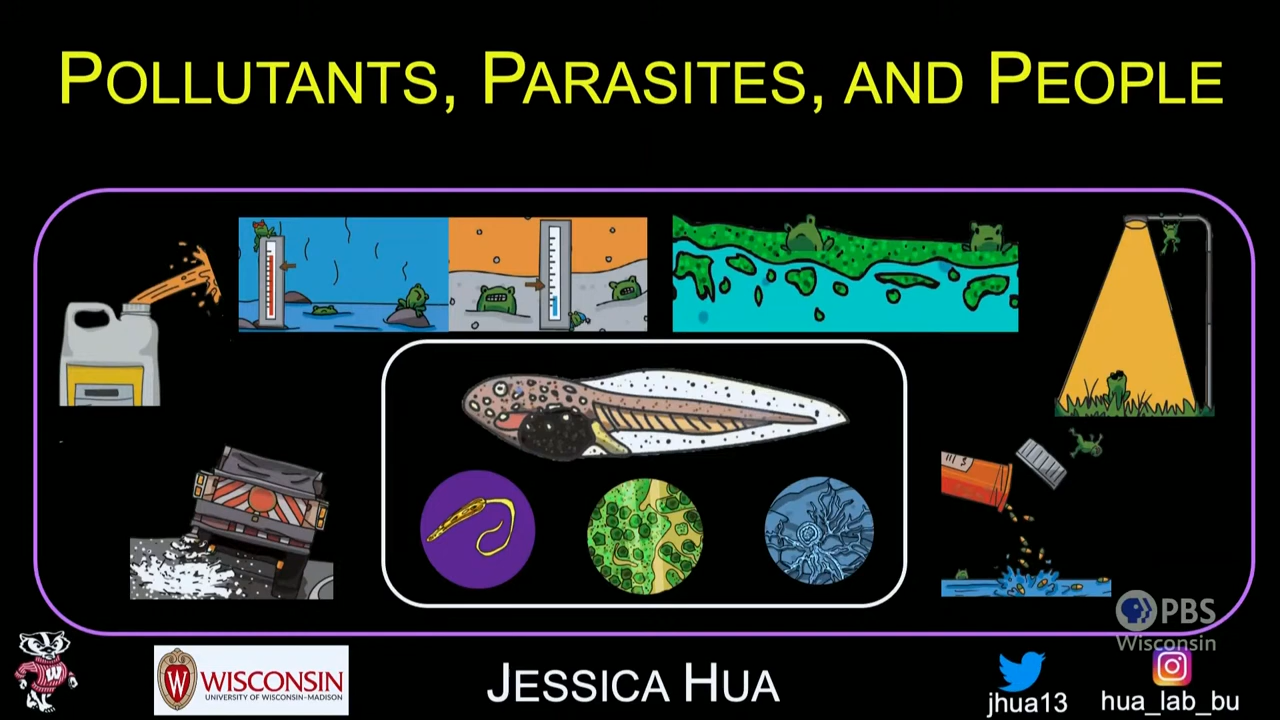 POLLUTANTS, PARASITES, AND PEOPLE
PBS
Wisconsin
W
W
WISCONSIN
UNIVERSITY OF WISCONSIN-MADISON
JESSICA HUA
jhua13
hua_lab_bu